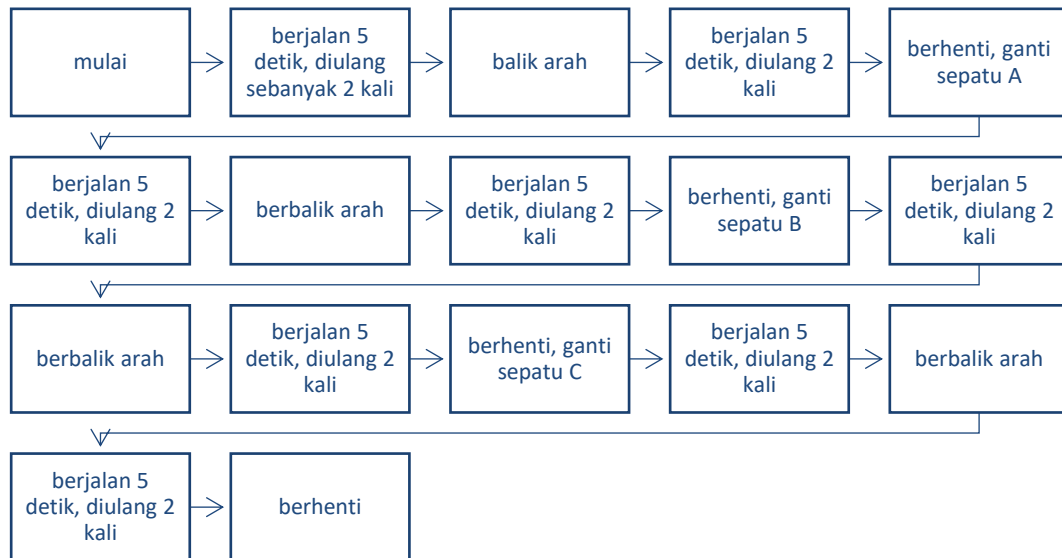 mulai
berjalan 5
detik, diulang
sebanyak 2 kali
balik arah
berjalan 5
detik, diulang 2
kali
berhenti, ganti
sepatu A
berjalan 5
detik, diulang 2
kali
berbalik arah
berjalan 5
detik, diulang 2
kali
berhenti, ganti
sepatu B
berjalan 5
detik, diulang 2
kali
berbalik arah
berjalan 5
detik, diulang 2
kali
berhenti, ganti
sepatu C
berjalan 5
detik, diulang 2
kali
berbalik arah
berjalan 5
detik, diulang 2
kali
berhenti